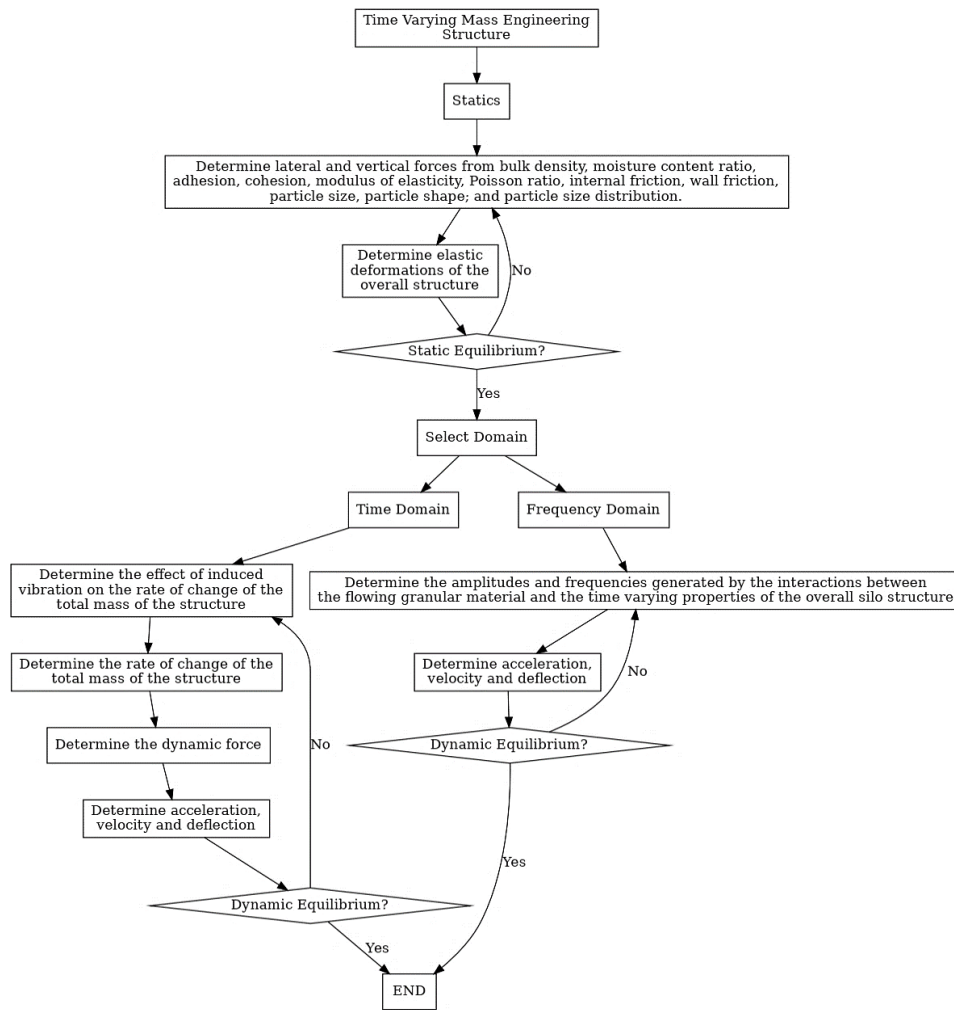 Time Varying Mass Engineering
Structure
Statics
Determine lateral and vertical forces from bulk density, moisture content ratio,
adhesion, cohesion, modulus of elasticity, Poisson ratio, internal friction, wall friction,
particle size, particle shape; and particle size distribution.
Determine elastic
deformations of the
overall structure
No
Static Equilibrium?
Yes
Select Domain
Time Domain
Frequency Domain
Determine the effect of induced
vibration on the rate of change of the
total mass of the structure
Determine the amplitudes and frequencies generated by the interactions between
the flowing granular material and the time varying properties of the overall silo structure
Determine the rate of change of the
total mass of the structure
Determine acceleration,
velocity and deflection
No
Determine the dynamic force
No
Dynamic Equilibrium?
Determine acceleration,
velocity and deflection
Yes
Dynamic Equilibrium?
Yes
END